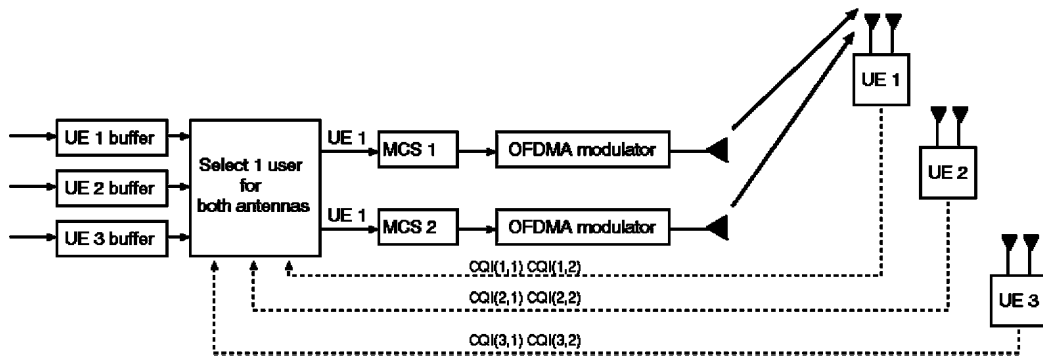 UE 1 buffer
UE 2 buffer
UE 3 buffer
Select 1 user
for
both antennas
UE 1
MCS 1
OFDMA modulator
UE 1
MCS 2
OFDMA modulator
UE 1
UE 2
UE 3
CQI(1,1) CQI(1,2)
CQI(2,1) CQI(2,2)
CQI(3,1) CQI(3,2)